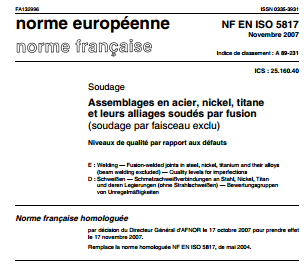 FA132996
ISSN 0335-3931
norme européenne
NF EN ISO 5817
Novembre 2007
norme française
Indice de classement : A 89-231
ICS : 25.160.40
Soudage
Assemblages en acier, nickel, titane
et leurs alliages soudés par fusion
(soudage par faisceau exclu)
Niveaux de qualité par rapport aux défauts
E : Welding — Fusion-welded joints in steel, nickel, titanium and their alloys
(beam welding excluded) — Quality levels for imperfections
D : Schweißen — Schmelzschweißverbindungen an Stahl, Nickel, Titan
und deren Legierungen (ohne Strahlschweißen) — Bewertungsgruppen
von Unregelmäßigkeiten
Norme française homologuée
par décision du Directeur Général d'AFNOR le 17 octobre 2007 pour prendre effet
le 17 novembre 2007.
Remplace la norme homologuée NF EN ISO 5817, de mai 2004.